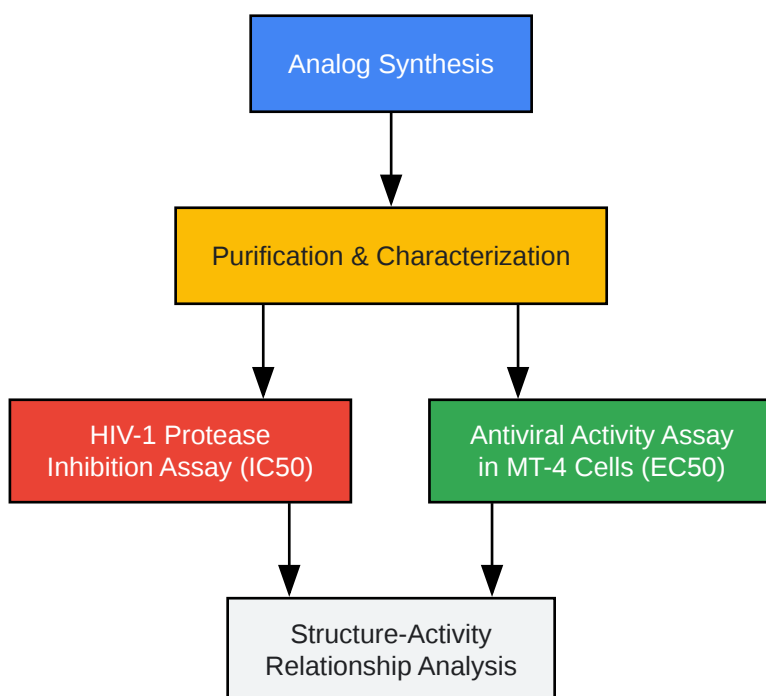 Analog Synthesis
Purification & Characterization
HIV-1 Protease
Inhibition Assay (IC50)
Antiviral Activity Assay
in MT-4 Cells (EC50)
Structure-Activity
Relationship Analysis